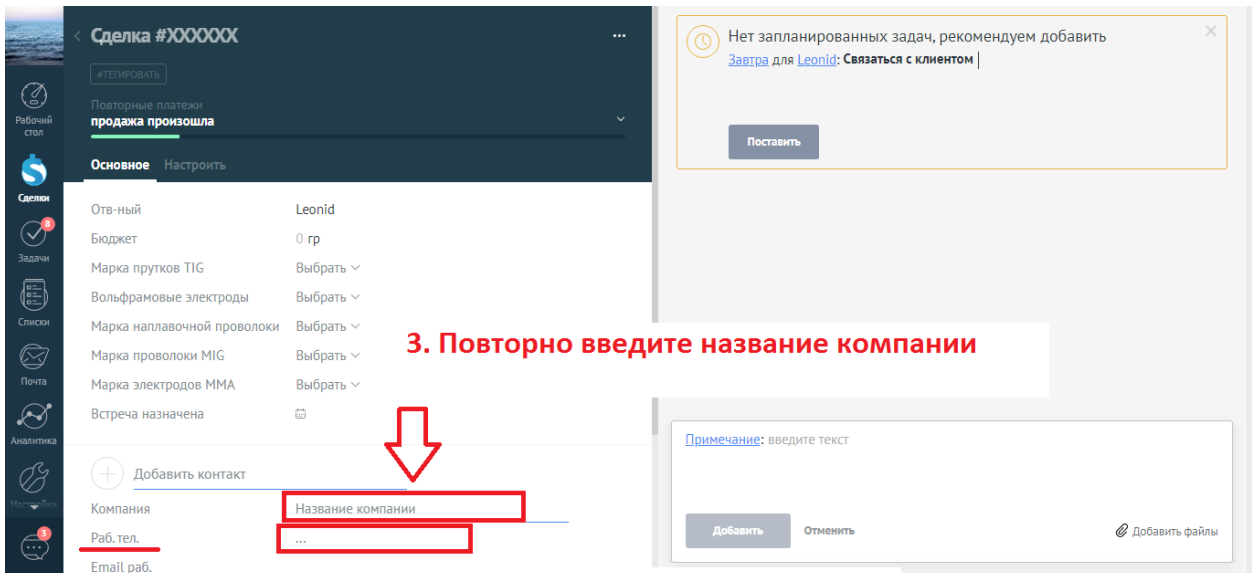 Сделка #XXXXXX
...
#ТЕГИРОВАТЬ
Повторные платежи
продажа произошла
Основное Настроить
Рабочий
стол
Сделки
8
Задачи
Списки
Почта
Аналитика
Настройки
3
Отв-ный Leonid
Бюджет 0 гр
Марка прутков TIG Выбрать
Вольфрамовые электроды Выбрать
Марка наплавочной проволоки Выбрать
Марка проволоки MIG Выбрать
Марка электродов MMA Выбрать
Встреча назначена
3. Повторно введите название компании
Добавить контакт
Компания Название компании
Раб. тел. ...
Email раб.
Нет запланированных задач, рекомендуем добавить
Завтра для Leonid: Связаться с клиентом
Поставить
Примечание: введите текст
Добавить Отменить Добавить файлы